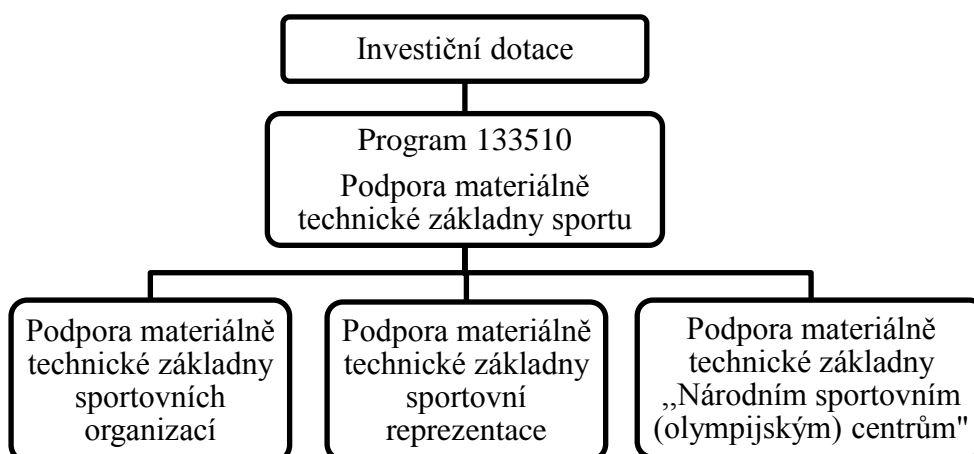 Investiční dotace
Program 133510
Podpora materiálně
technické základny sportu
Podpora materiálně
technické základny
sportovních
organizací
Podpora materiálně
technické základny
sportovní
reprezentace
Podpora materiálně
technické základny
,,Národním sportovním
(olympijským) centrům"